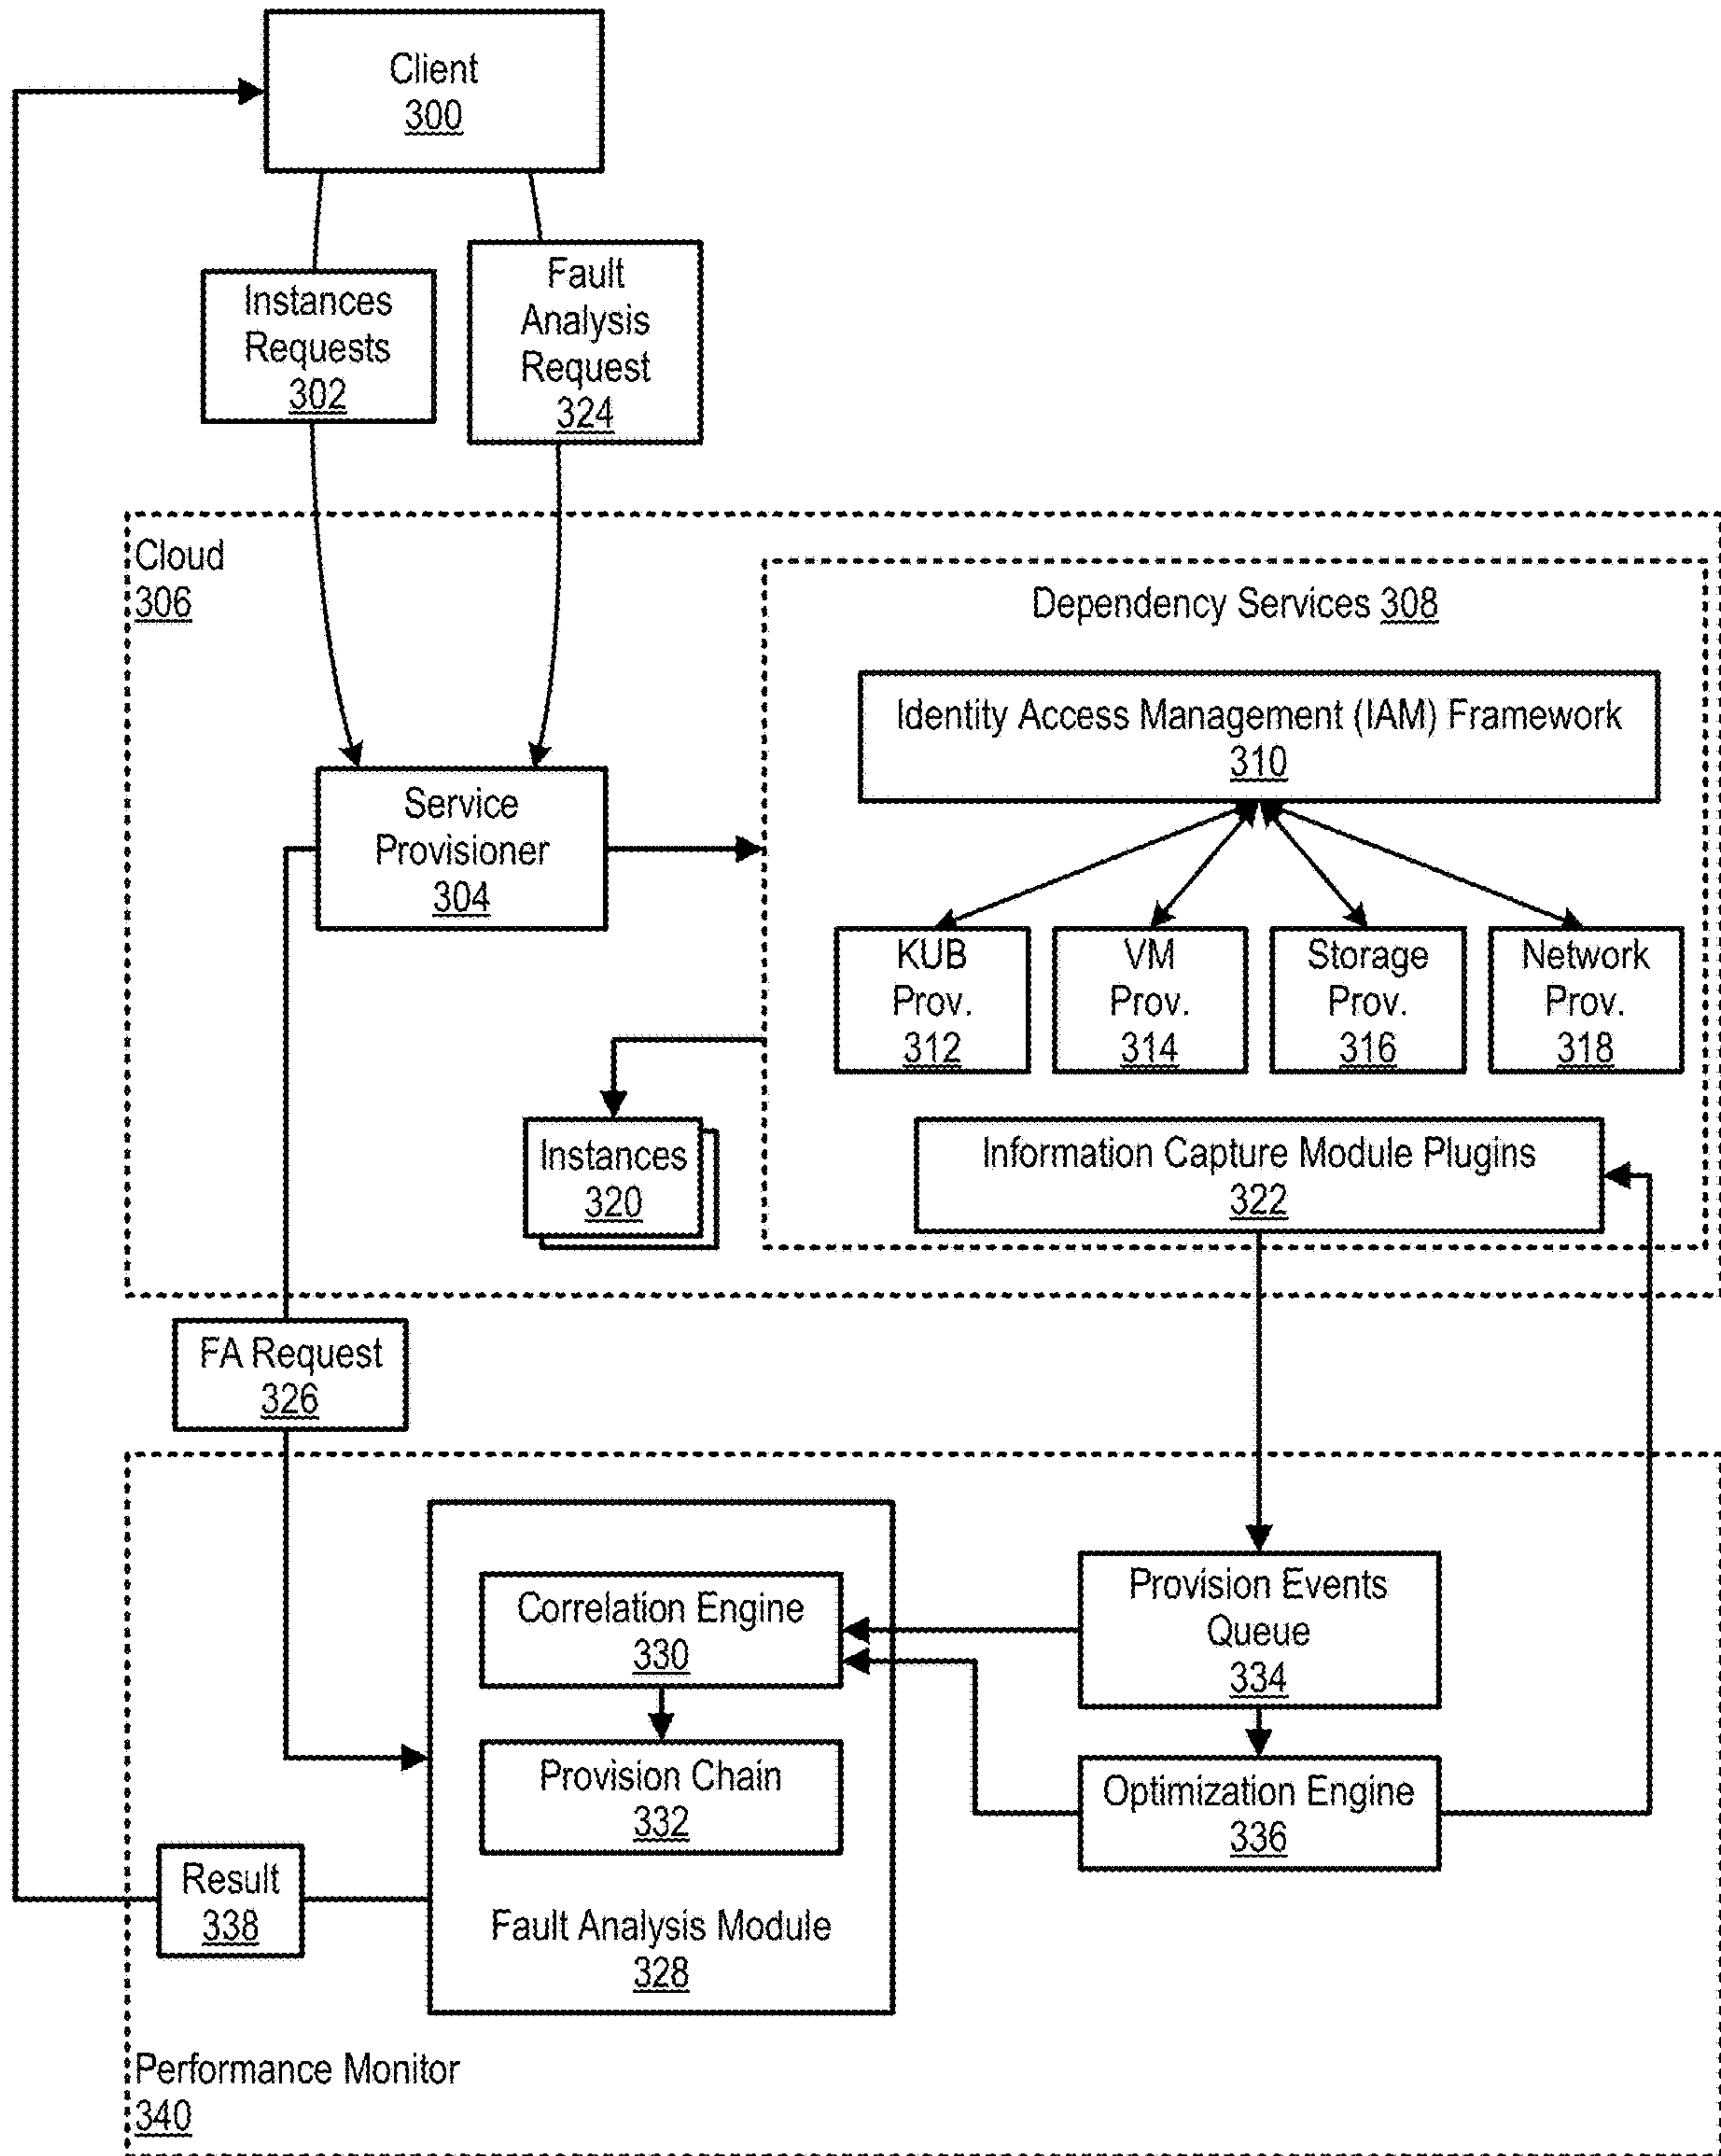 Client
300
Instances
Requests
302
Fault
Analysis
Request
324
Cloud
306
Dependency Services 308
Identity Access Management (IAM) Framework
310
Service
Provisioner
304
KUB
Prov.
312
VM
Prov.
314
Storage
Prov.
316
Network
Prov.
318
Instances
320
Information Capture Module Plugins
322
FA Request
326
Correlation Engine
330
Provision Events
Queue
334
Provision Chain
332
Optimization Engine
336
Result
338
Fault Analysis Module
328
Performance Monitor
340